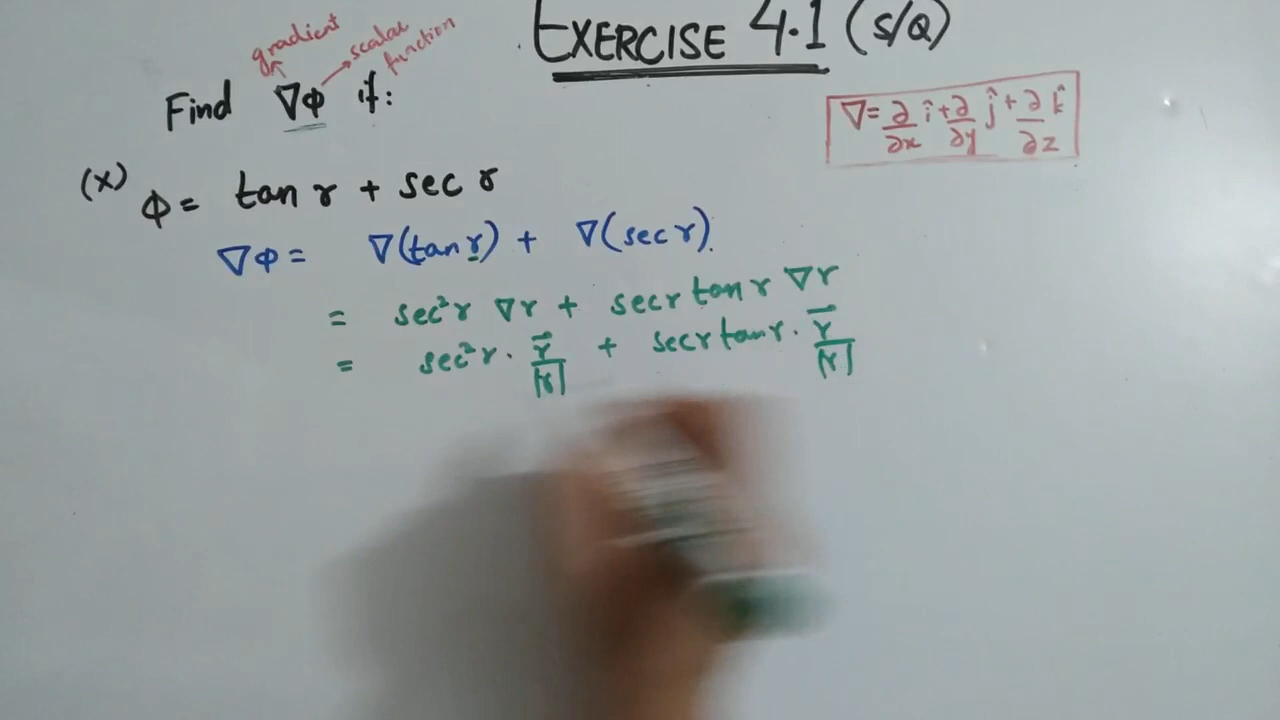 EXERCISE 4.1 (S/Q)
gradient
scalar
function
Find ∇Φ if:
∇ = ∂/∂x î + ∂/∂y ĵ + ∂/∂z k̂
(x) Φ = tan r + sec r
∇Φ = ∇(tan r) + ∇(sec r).
= sec²r ∇r + sec r tan r ∇r
= sec²r . r⃗/|r| + sec r tan r . r⃗/|r|